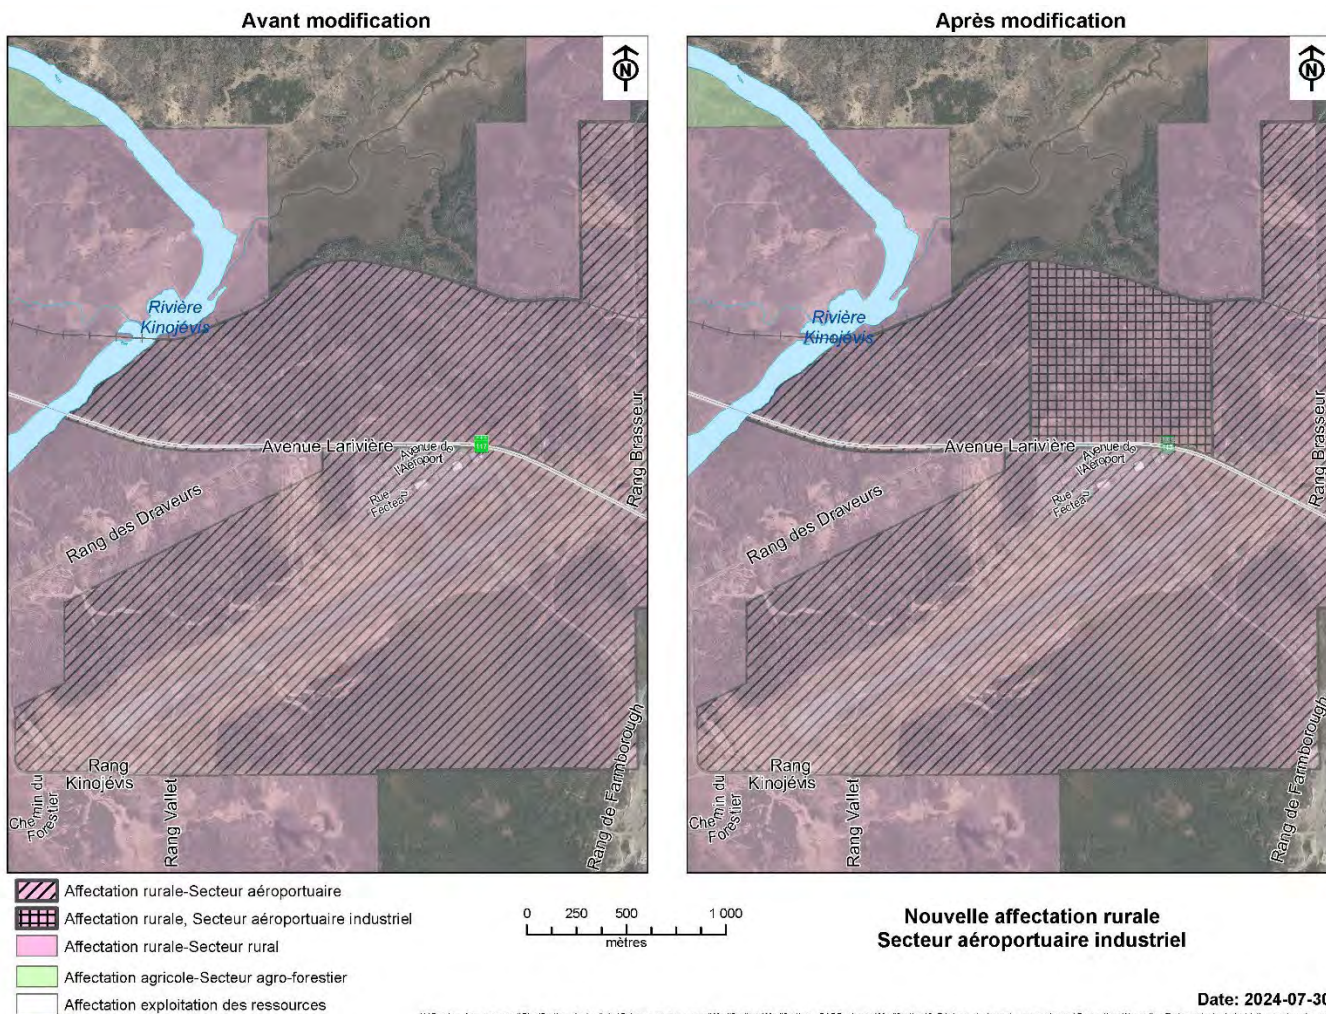 Avant modification
N
Rivière
Kinojévis
Avenue Larivière
117
Avenue de
l'Aéroport
Rue
Fecteau
Rang Brasseur
Rang des Draveurs
Rang
Kinojévis
Chemin du
Forestier
Rang Vallet
Rang de Farmborough
Après modification
N
Rivière
Kinojévis
Avenue Larivière
Avenue de
l'Aéroport
Rue
Fecteau
Rang Brasseur
Rang des Draveurs
Rang
Kinojévis
Chemin du
Forestier
Rang Vallet
Rang de Farmborough
Affectation rurale-Secteur aéroportuaire
Affectation rurale, Secteur aéroportuaire industriel
Affectation rurale-Secteur rural
Affectation agricole-Secteur agro-forestier
Affectation exploitation des ressources
0 250 500 1 000
mètres
Nouvelle affectation rurale
Secteur aéroportuaire industriel
Date: 2024-07-30